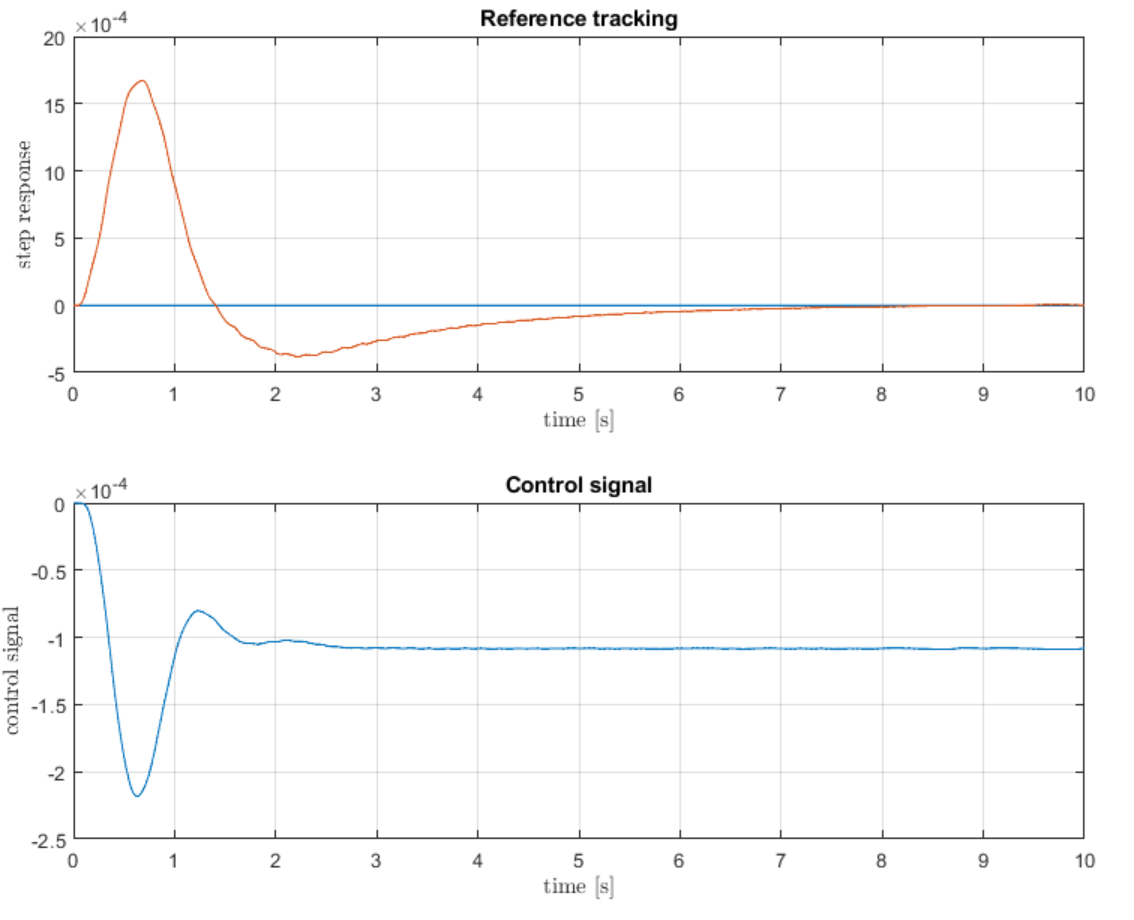 Reference tracking
×10-4
20
15
10
5
0
-5
step response
0 1 2 3 4 5 6 7 8 9 10
time [s]
Control signal
×10-4
0
-0.5
-1
-1.5
-2
-2.5
control signal
0 1 2 3 4 5 6 7 8 9 10
time [s]